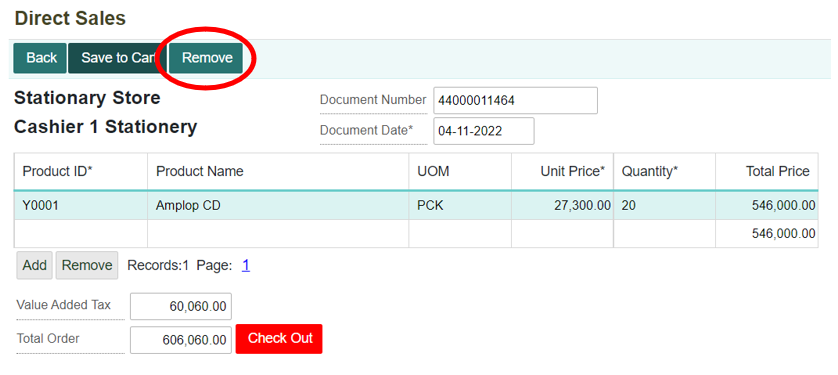 Direct Sales
Back Save to Cart Remove
Stationary Store
Document Number 44000011464
Cashier 1 Stationery
Document Date* 04-11-2022
Product ID* Product Name UOM Unit Price* Quantity* Total Price
Y0001 Amplop CD PCK 27,300.00 20 546,000.00
546,000.00
Add Remove Records:1 Page: 1
Value Added Tax 60,060.00
Total Order 606,060.00 Check Out